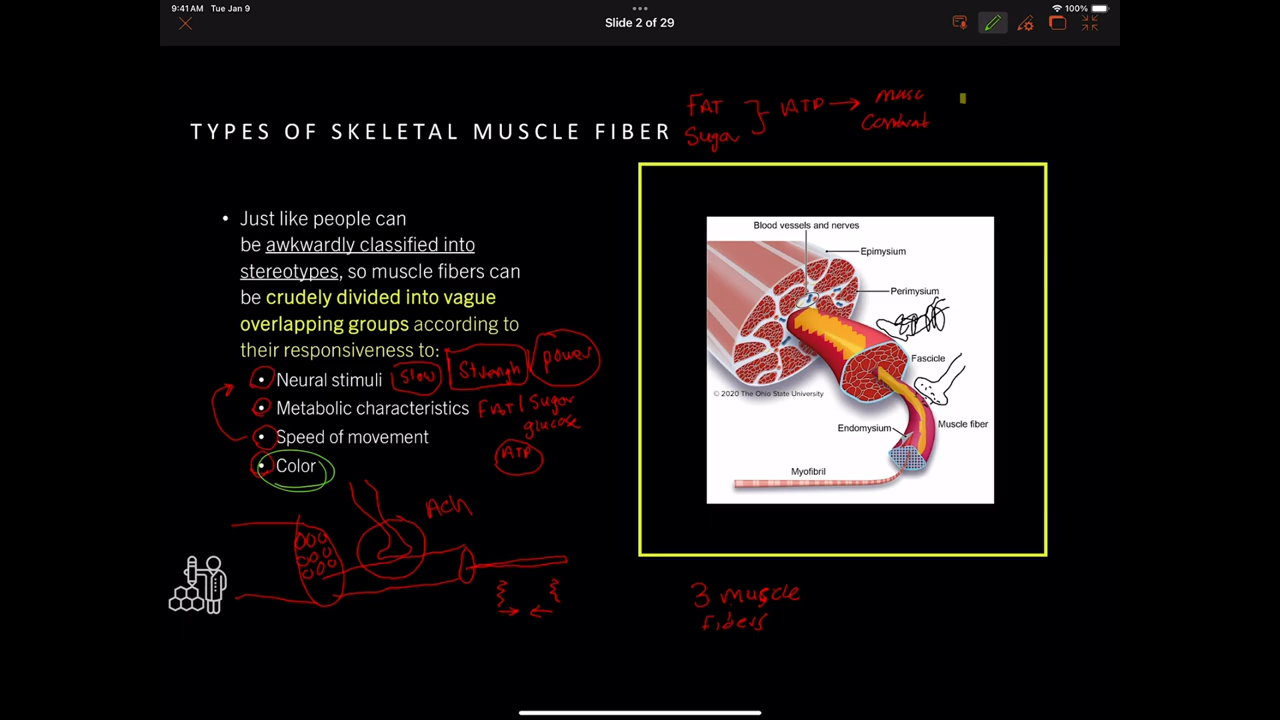 9:41 AM Tue Jan 9
100%
Slide 2 of 29
FAT
Sugar
ATP → musc
contract
TYPES OF SKELETAL MUSCLE FIBER
• Just like people can
be awkwardly classified into
stereotypes, so muscle fibers can
be crudely divided into vague
overlapping groups according to
their responsiveness to:
• Neural stimuli
Slow
Strength
power
• Metabolic characteristics
FAT / Sugar
glucose
• Speed of movement
ATP
• Color
Ach
Blood vessels and nerves
Epimysium
Perimysium
Fascicle
© 2020 The Ohio State University
Muscle fiber
Endomysium
Myofibril
3 muscle
fibers